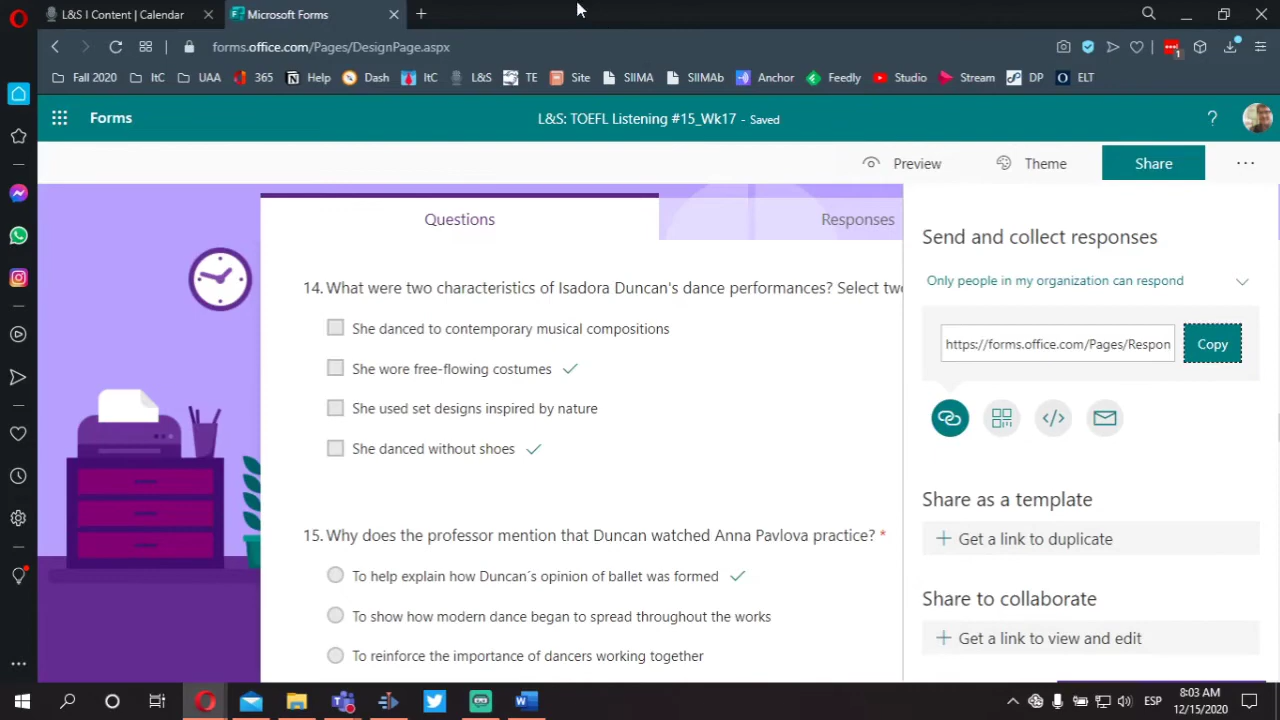 L&S I Content | Calendar
Microsoft Forms
forms.office.com/Pages/DesignPage.aspx
1
Fall 2020 ItC UAA 365 Help Dash ItC L&S TE Site SIIMA SIIMAb Anchor Feedly Studio Stream DP ELT
Forms
L&S: TOEFL Listening #15_Wk17 - Saved
?
Preview
Theme
Share
Questions
Responses
14. What were two characteristics of Isadora Duncan's dance performances? Select
She danced to contemporary musical compositions
She wore free-flowing costumes
She used set designs inspired by nature
She danced without shoes
15. Why does the professor mention that Duncan watched Anna Pavlova practice? *
To help explain how Duncan´s opinion of ballet was formed
To show how modern dance began to spread throughout the works
To reinforce the importance of dancers working together
Send and collect responses
Only people in my organization can respond
https://forms.office.com/Pages/Respon
Copy
Share as a template
Get a link to duplicate
Share to collaborate
Get a link to view and edit
ESP
8:03 AM
12/15/2020